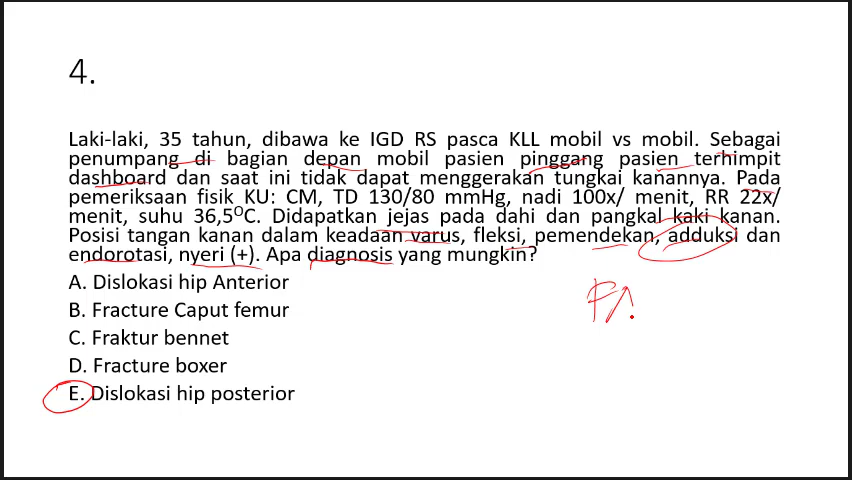 4.
Laki-laki, 35 tahun, dibawa ke IGD RS pasca KLL mobil vs mobil. Sebagai
penumpang di bagian depan mobil pasien pinggang pasien terhimpit
dashboard dan saat ini tidak dapat menggerakan tungkai kanannya. Pada
pemeriksaan fisik KU: CM, TD 130/80 mmHg, nadi 100x/ menit, RR 22x/
menit, suhu 36,5⁰C. Didapatkan jejas pada dahi dan pangkal kaki kanan.
Posisi tangan kanan dalam keadaan varus, fleksi, pemendekan, adduksi dan
endorotasi, nyeri (+). Apa diagnosis yang mungkin?
A. Dislokasi hip Anterior
B. Fracture Caput femur
C. Fraktur bennet
D. Fracture boxer
E. Dislokasi hip posterior